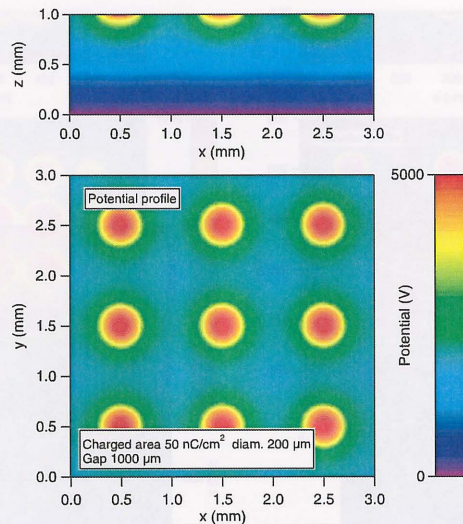 1.0
0.5
0.0
z (mm)
0.0 0.5 1.0 1.5 2.0 2.5 3.0
x (mm)
3.0
2.5
2.0
1.5
1.0
0.5
0.0
y (mm)
Potential profile
Charged area 50 nC/cm² diam. 200 µm
Gap 1000 µm
0.0 0.5 1.0 1.5 2.0 2.5 3.0
x (mm)
5000
Potential (V)
0